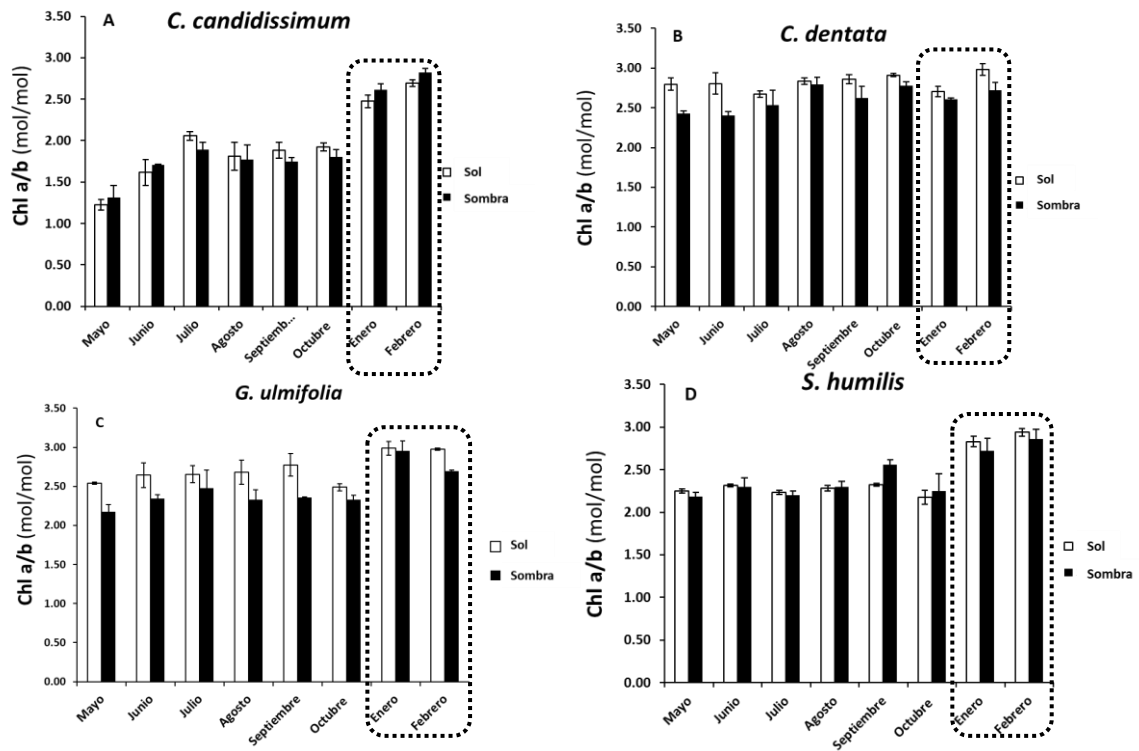 A
C. candidissimum
Chl a/b (mol/mol)
3.50
3.00
2.50
2.00
1.50
1.00
0.50
0.00
Mayo
Junio
Julio
Agosto
Septiemb...
Octubre
Enero
Febrero
Sol
Sombra
B
C. dentata
Chl a/b (mol/mol)
3.50
3.00
2.50
2.00
1.50
1.00
0.50
0.00
Mayo
Junio
Julio
Agosto
Septiembre
Octubre
Enero
Febrero
Sol
Sombra
C
G. ulmifolia
Chl a/b (mol/mol)
3.50
3.00
2.50
2.00
1.50
1.00
0.50
0.00
Mayo
Junio
Julio
Agosto
Septiembre
Octubre
Enero
Febrero
Sol
Sombra
D
S. humilis
Chl a/b (mol/mol)
3.50
3.00
2.50
2.00
1.50
1.00
0.50
0.00
Mayo
Junio
Julio
Agosto
Septiembre
Octubre
Enero
Febrero
Sol
Sombra